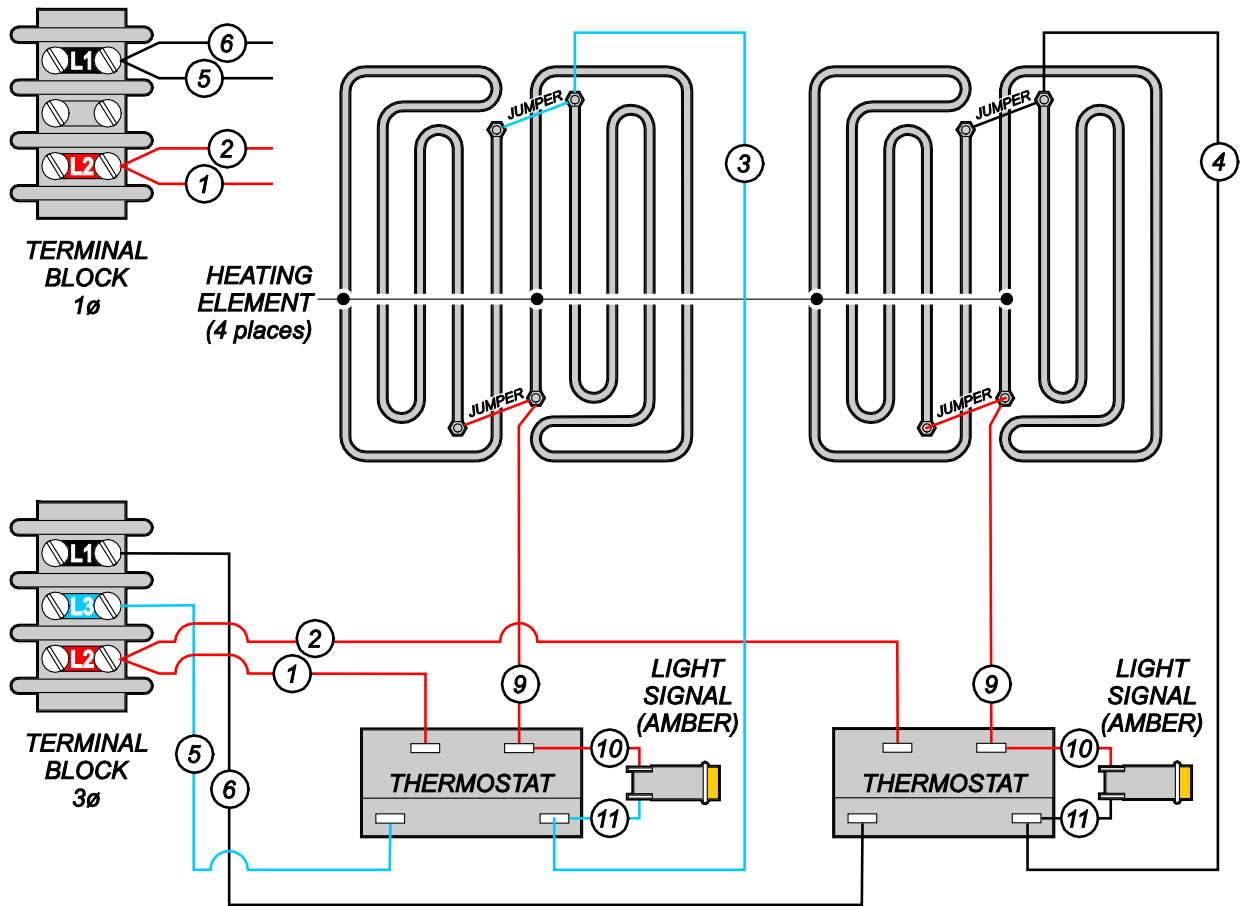 L1
6
5
L2
2
1
TERMINAL
BLOCK
1ø
JUMPER
JUMPER
3
4
HEATING
ELEMENT
(4 places)
JUMPER
JUMPER
L1
L3
L2
2
1
9
9
LIGHT
SIGNAL
(AMBER)
LIGHT
SIGNAL
(AMBER)
TERMINAL
BLOCK
3ø
5
6
10
THERMOSTAT
11
10
THERMOSTAT
11